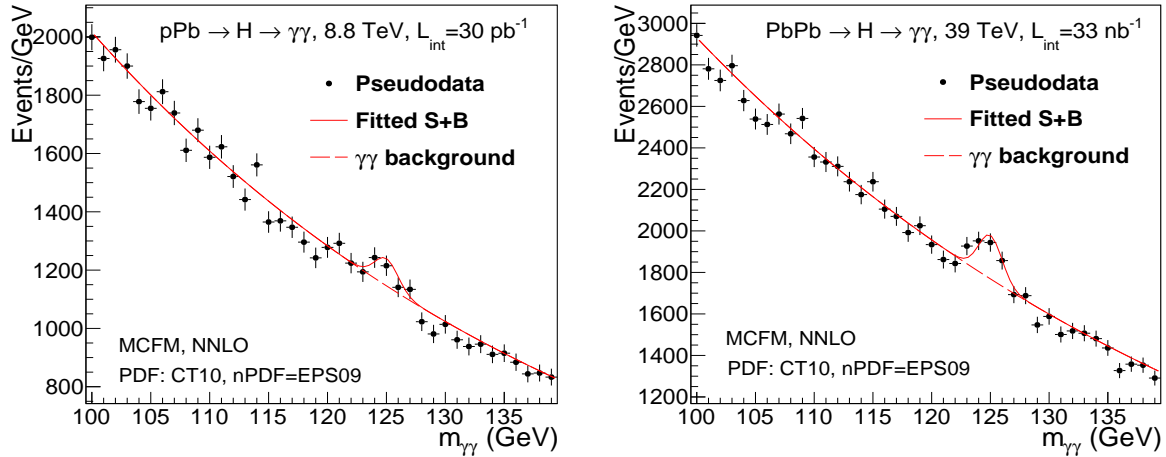 pPb → H → γγ, 8.8 TeV, L_int=30 pb⁻¹
Events/GeV
Pseudodata
Fitted S+B
γγ background
MCFM, NNLO
PDF: CT10, nPDF=EPS09
2000
1800
1600
1400
1200
1000
800
100 105 110 115 120 125 130 135
m_γγ (GeV)
PbPb → H → γγ, 39 TeV, L_int=33 nb⁻¹
Events/GeV
Pseudodata
Fitted S+B
γγ background
MCFM, NNLO
PDF: CT10, nPDF=EPS09
3000
2800
2600
2400
2200
2000
1800
1600
1400
1200
100 105 110 115 120 125 130 135
m_γγ (GeV)